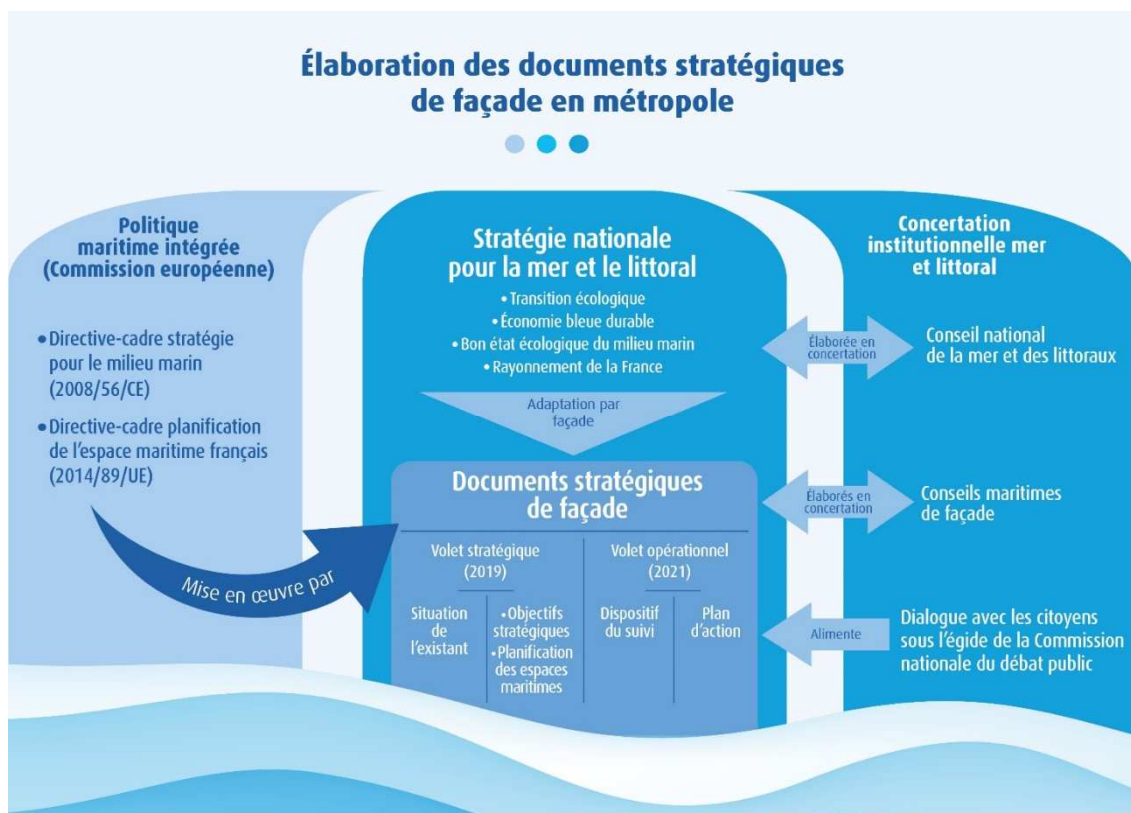 Élaboration des documents stratégiques
de façade en métropole
Politique
maritime intégrée
(Commission européenne)
• Directive-cadre stratégie
pour le milieu marin
(2008/56/CE)
• Directive-cadre planification
de l'espace maritime français
(2014/89/UE)
Mise en œuvre par
Stratégie nationale
pour la mer et le littoral
• Transition écologique
• Économie bleue durable
• Bon état écologique du milieu marin
• Rayonnement de la France
Adaptation par
façade
Documents stratégiques
de façade
Volet stratégique
(2019)
Situation
de
l'existant
• Objectifs
stratégiques
• Planification
des espaces
maritimes
Volet opérationnel
(2021)
Dispositif
du suivi
Plan
d'action
Concertation
institutionnelle mer
et littoral
Élaborée en
concertation
Conseil national
de la mer et des littoraux
Élaborés en
concertation
Conseils maritimes
de façade
Alimente
Dialogue avec les citoyens
sous l'égide de la Commission
nationale du débat public